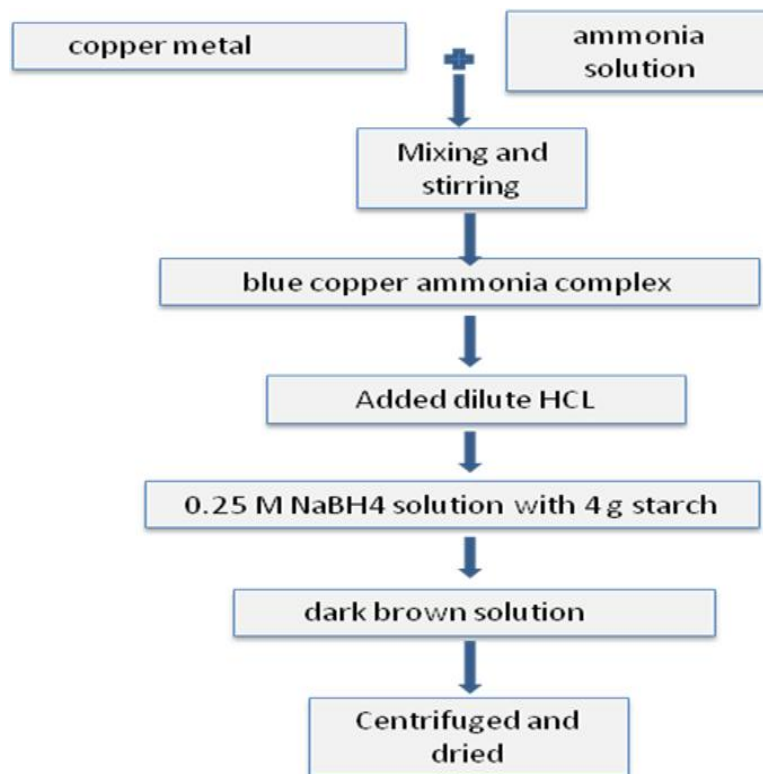 copper metal
ammonia
solution
Mixing and
stirring
blue copper ammonia complex
Added dilute HCL
0.25 M NaBH4 solution with 4 g starch
dark brown solution
Centrifuged and
dried